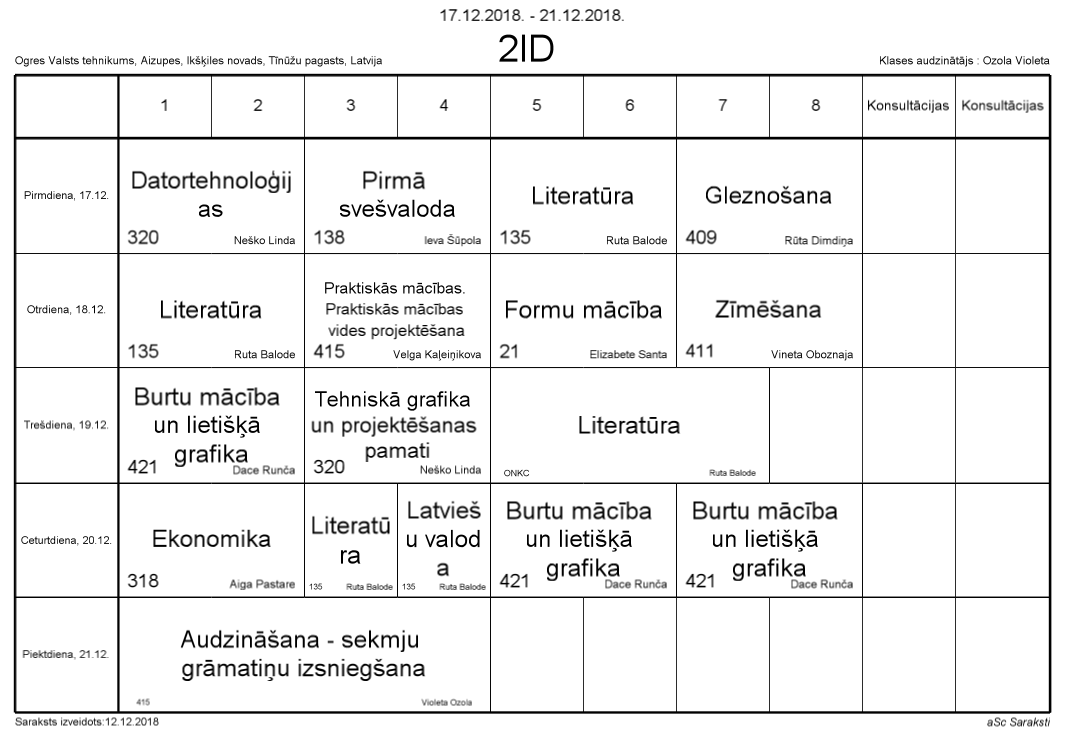 17.12.2018. - 21.12.2018.
2ID
Ogres Valsts tehnikums, Aizupes, Ikšķiles novads, Tīnūžu pagasts, Latvija
Klases audzinātājs : Ozola Violeta
1 2 3 4 5 6 7 8 Konsultācijas Konsultācijas
Pirmdiena, 17.12.
Datortehnoloģij
as
320 Neško Linda
Pirmā
svešvaloda
138 Ieva Šūpola
Literatūra
135 Ruta Balode
Gleznošana
409 Rūta Dimdiņa
Otrdiena, 18.12.
Literatūra
135 Ruta Balode
Praktiskās mācības.
Praktiskās mācības
vides projektēšana
415 Velga Kaļeiņikova
Formu mācība
21 Elizabete Santa
Zīmēšana
411 Vineta Oboznaja
Trešdiena, 19.12.
Burtu mācība
un lietišķā
grafika
421 Dace Runča
Tehniskā grafika
un projektēšanas
pamati
320 Neško Linda
Literatūra
ONKC Ruta Balode
Ceturtdiena, 20.12.
Ekonomika
318 Aiga Pastare
Literatū
ra
135 Ruta Balode
Latvieš
u valod
a
135 Ruta Balode
Burtu mācība
un lietišķā
grafika
421 Dace Runča
Burtu mācība
un lietišķā
grafika
421 Dace Runča
Piektdiena, 21.12.
Audzināšana - sekmju
grāmatiņu izsniegšana
415 Violeta Ozola
Saraksts izveidots:12.12.2018
aSc Saraksti